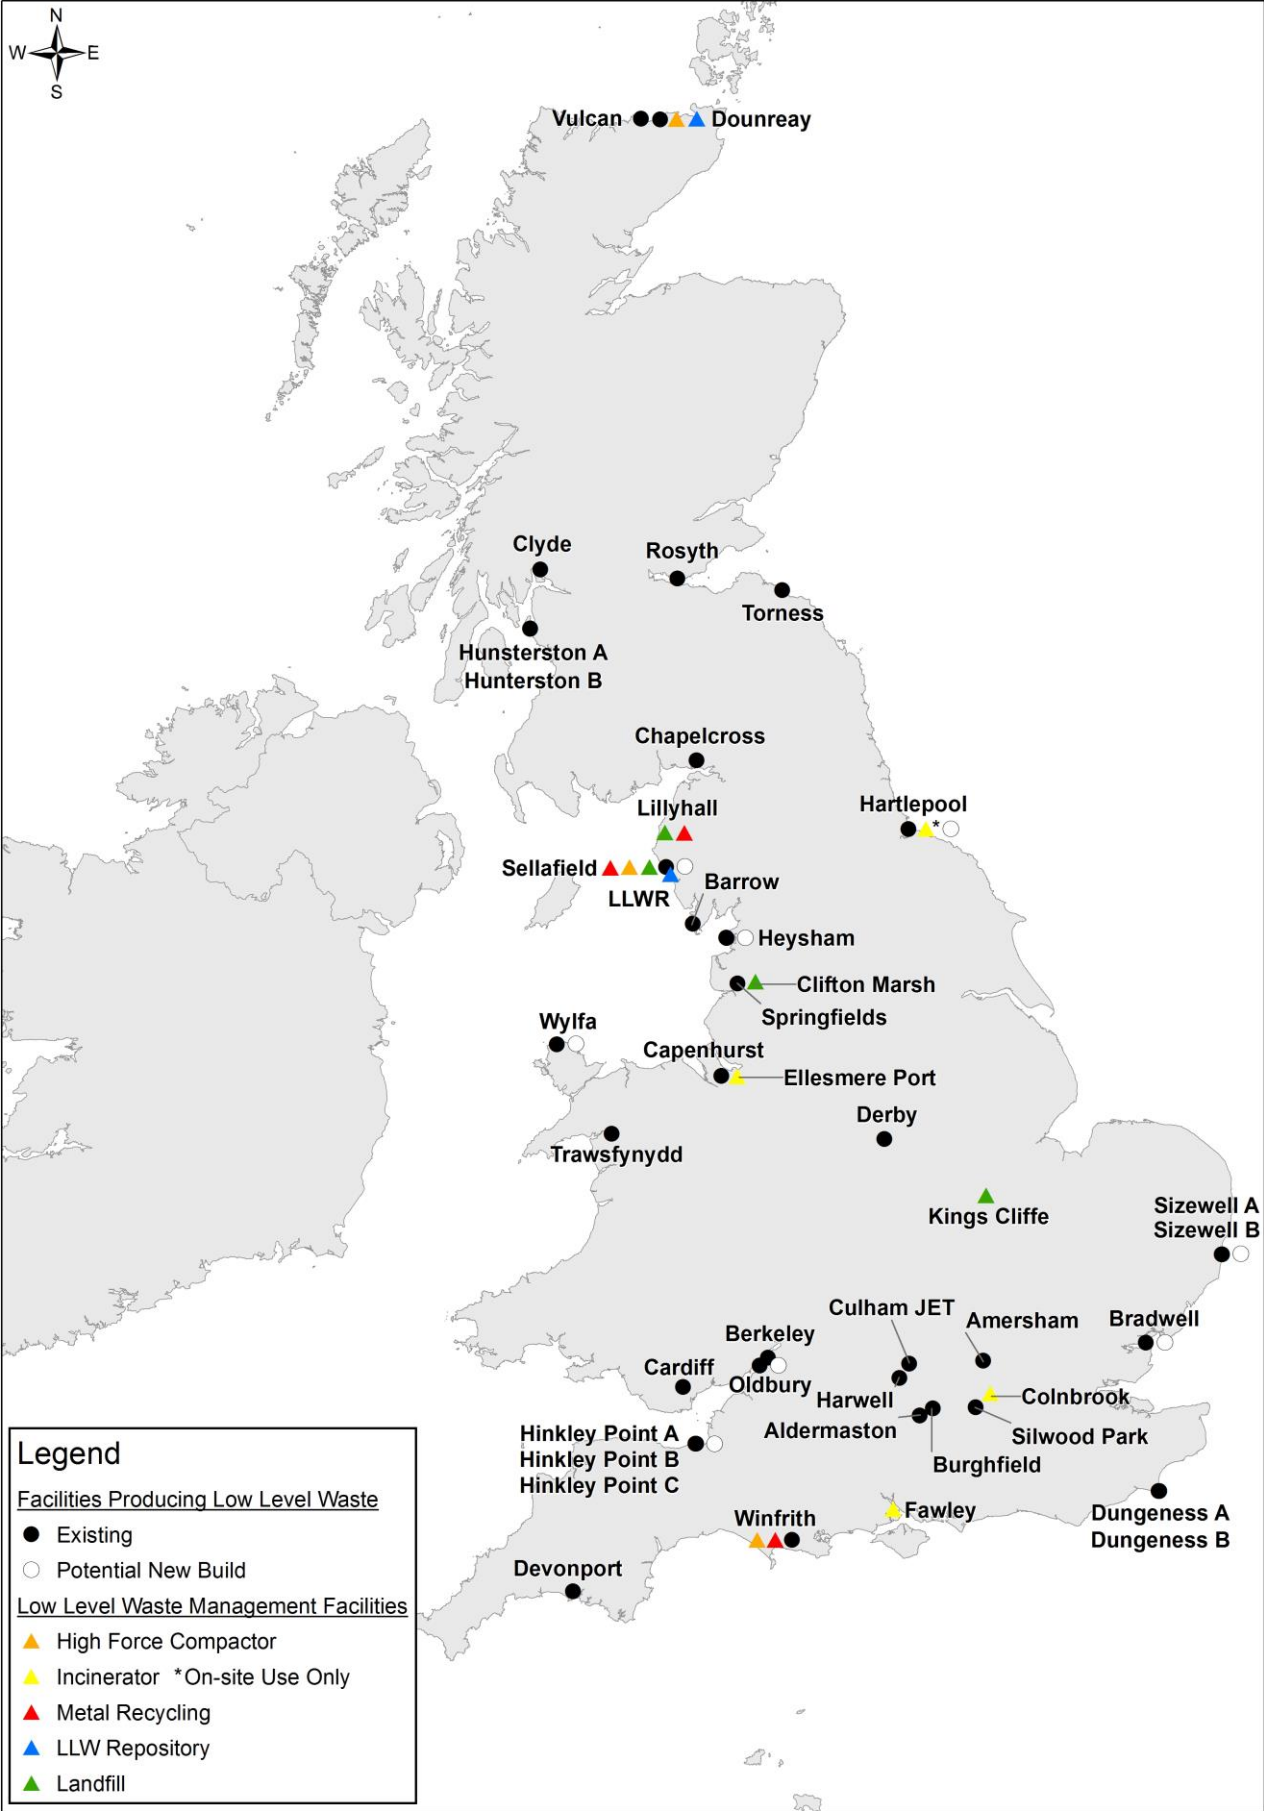 N
W E
S
Vulcan
Dounreay
Clyde
Rosyth
Torness
Hunsterston A
Hunterston B
Chapelcross
Lillyhall
Hartlepool
*
Sellafield
LLWR
Barrow
Heysham
Clifton Marsh
Springfields
Wylfa
Capenhurst
Ellesmere Port
Derby
Trawsfynydd
Kings Cliffe
Sizewell A
Sizewell B
Culham JET
Amersham
Bradwell
Berkeley
Cardiff
Oldbury
Harwell
Colnbrook
Aldermaston
Silwood Park
Burghfield
Hinkley Point A
Hinkley Point B
Hinkley Point C
Fawley
Dungeness A
Dungeness B
Winfrith
Devonport
Legend
Facilities Producing Low Level Waste
Existing
Potential New Build
Low Level Waste Management Facilities
High Force Compactor
Incinerator *On-site Use Only
Metal Recycling
LLW Repository
Landfill